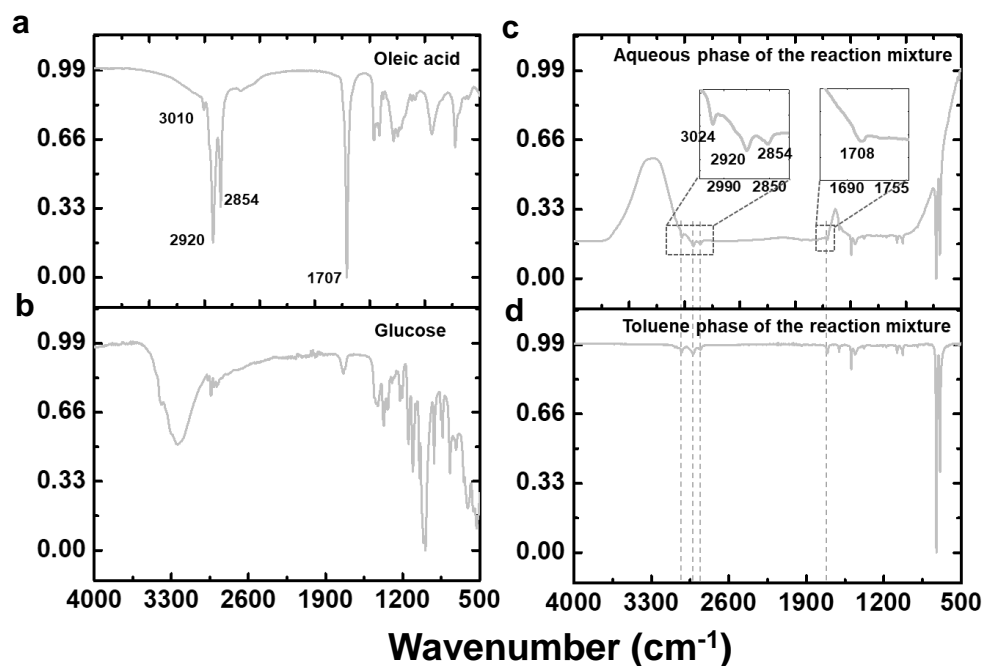 a
Oleic acid
0.99
0.66
0.33
0.00
3010
2920
2854
1707
b
Glucose
0.99
0.66
0.33
0.00
4000 3300 2600 1900 1200 500
c
Aqueous phase of the reaction mixture
0.99
0.66
0.33
0.00
3024
2920
2854
2990 2850
1708
1690 1755
d
Toluene phase of the reaction mixture
0.99
0.66
0.33
0.00
4000 3300 2600 1900 1200 500
Wavenumber (cm⁻¹)